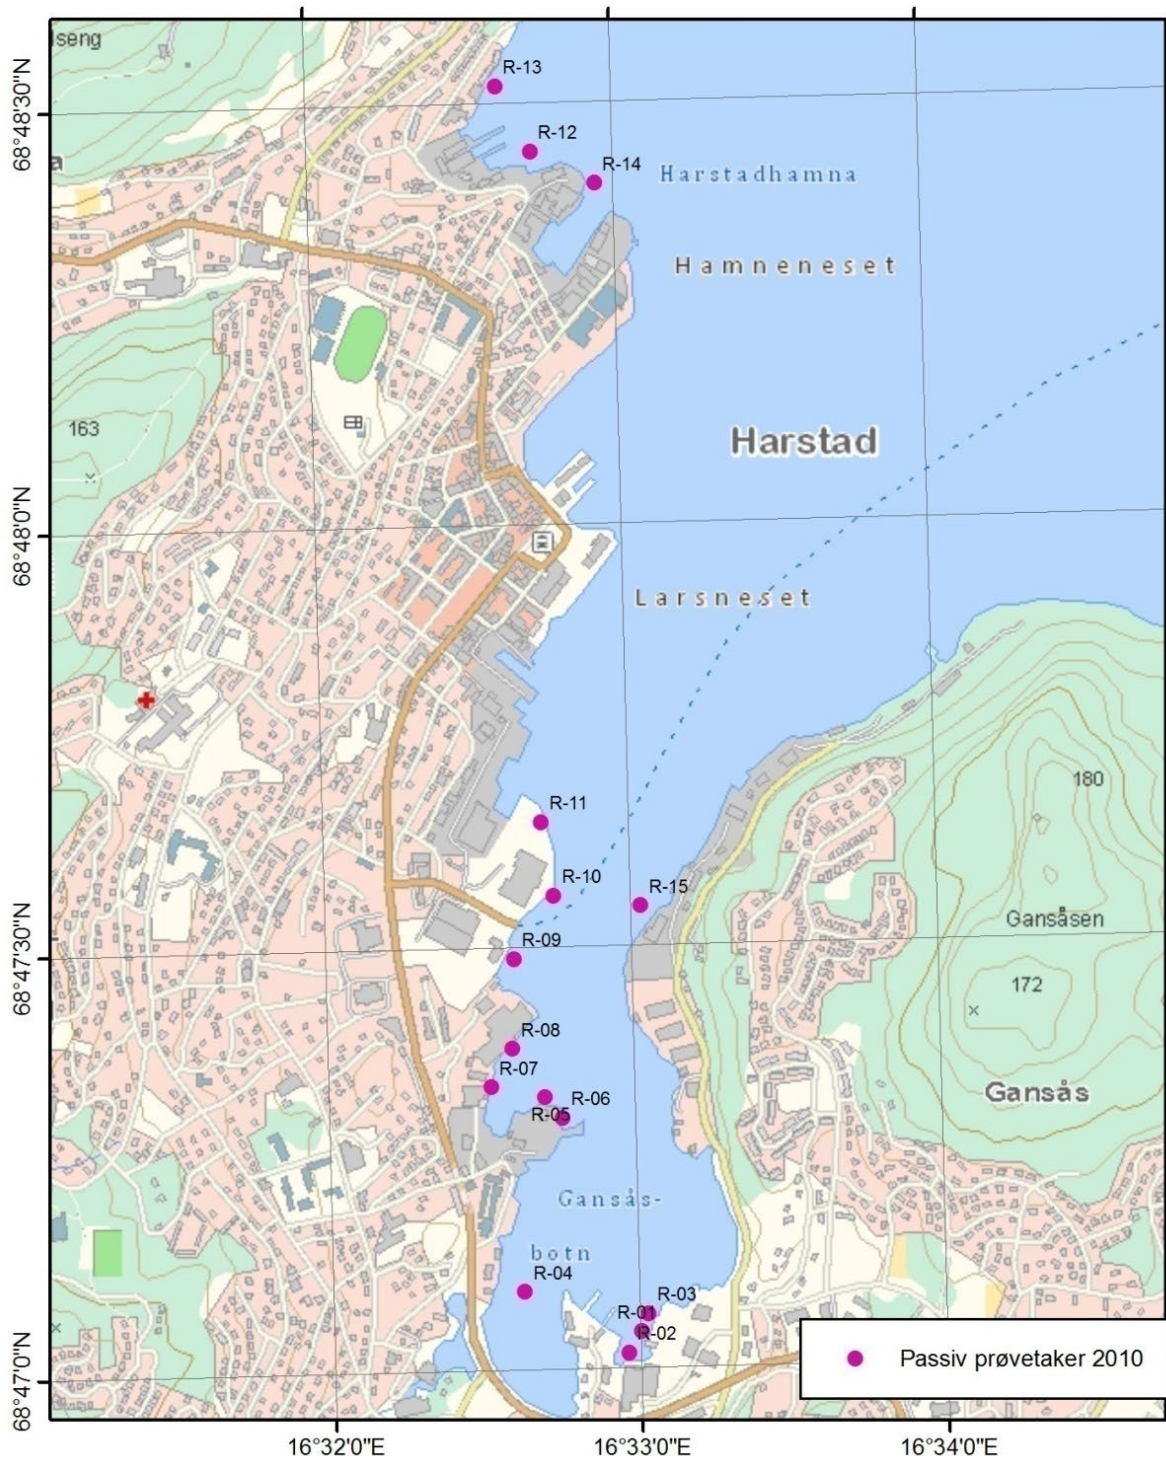 lseng
R-13
68°48'30"N
R-12
a
R-14
Harstadhamna
Hamneneset
163
Harstad
68°48'0"N
Larsneset
180
R-11
R-10
R-15
Gansåsen
R-09
68°47'30"N
172
R-08
R-07
Gansås
R-06
R-05
Gansås-
botn
R-04
R-03
R-01
R-02
Passiv prøvetaker 2010
68°47'0"N
16°32'0"E
16°33'0"E
16°34'0"E